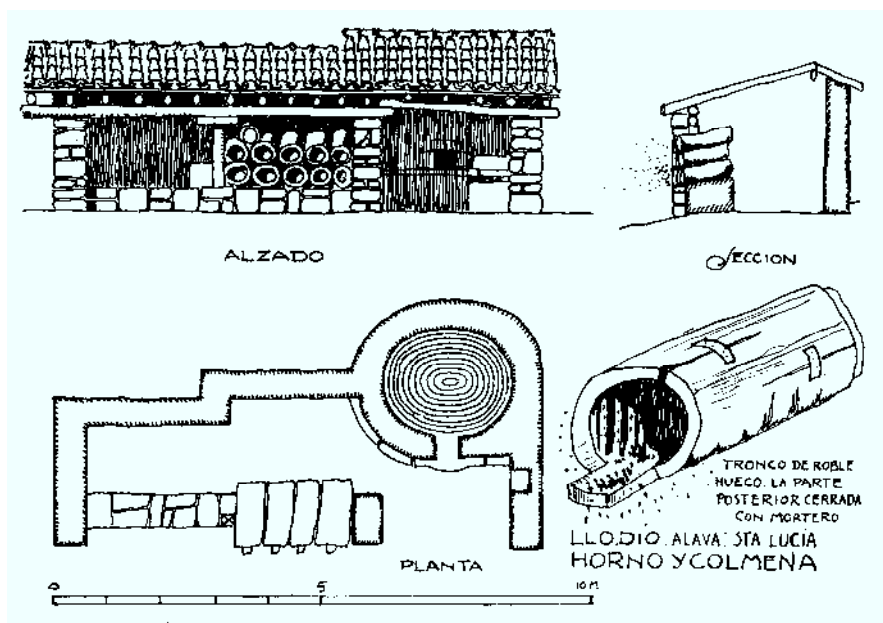 ALZADO
SECCION
TRONCO DE ROBLE
HUECO. LA PARTE
POSTERIOR CERRADA
CON MORTERO
LLODIO. ALAVA: STA LUCÍA
HORNO Y COLMENA
PLANTA
0 5 10 M